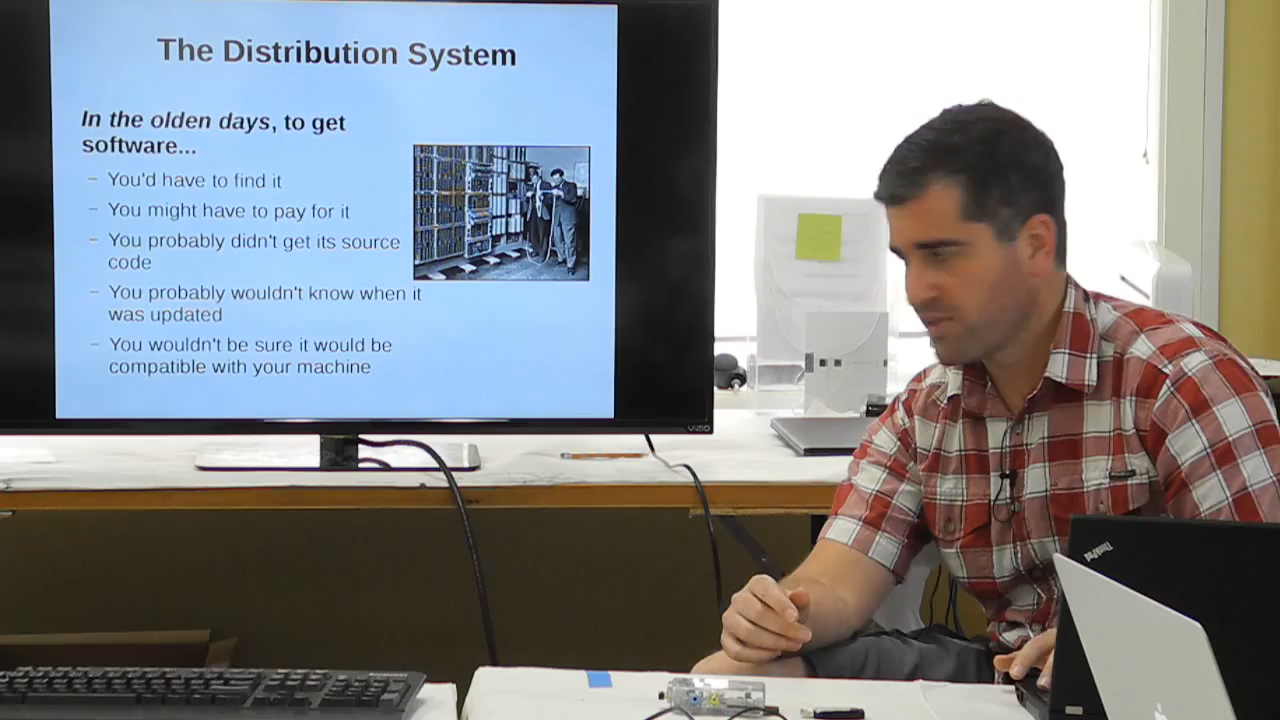 The Distribution System
In the olden days, to get
software...
– You'd have to find it
– You might have to pay for it
– You probably didn't get its source
code
– You probably wouldn't know when it
was updated
– You wouldn't be sure it would be
compatible with your machine
VIZIO
ThinkPad